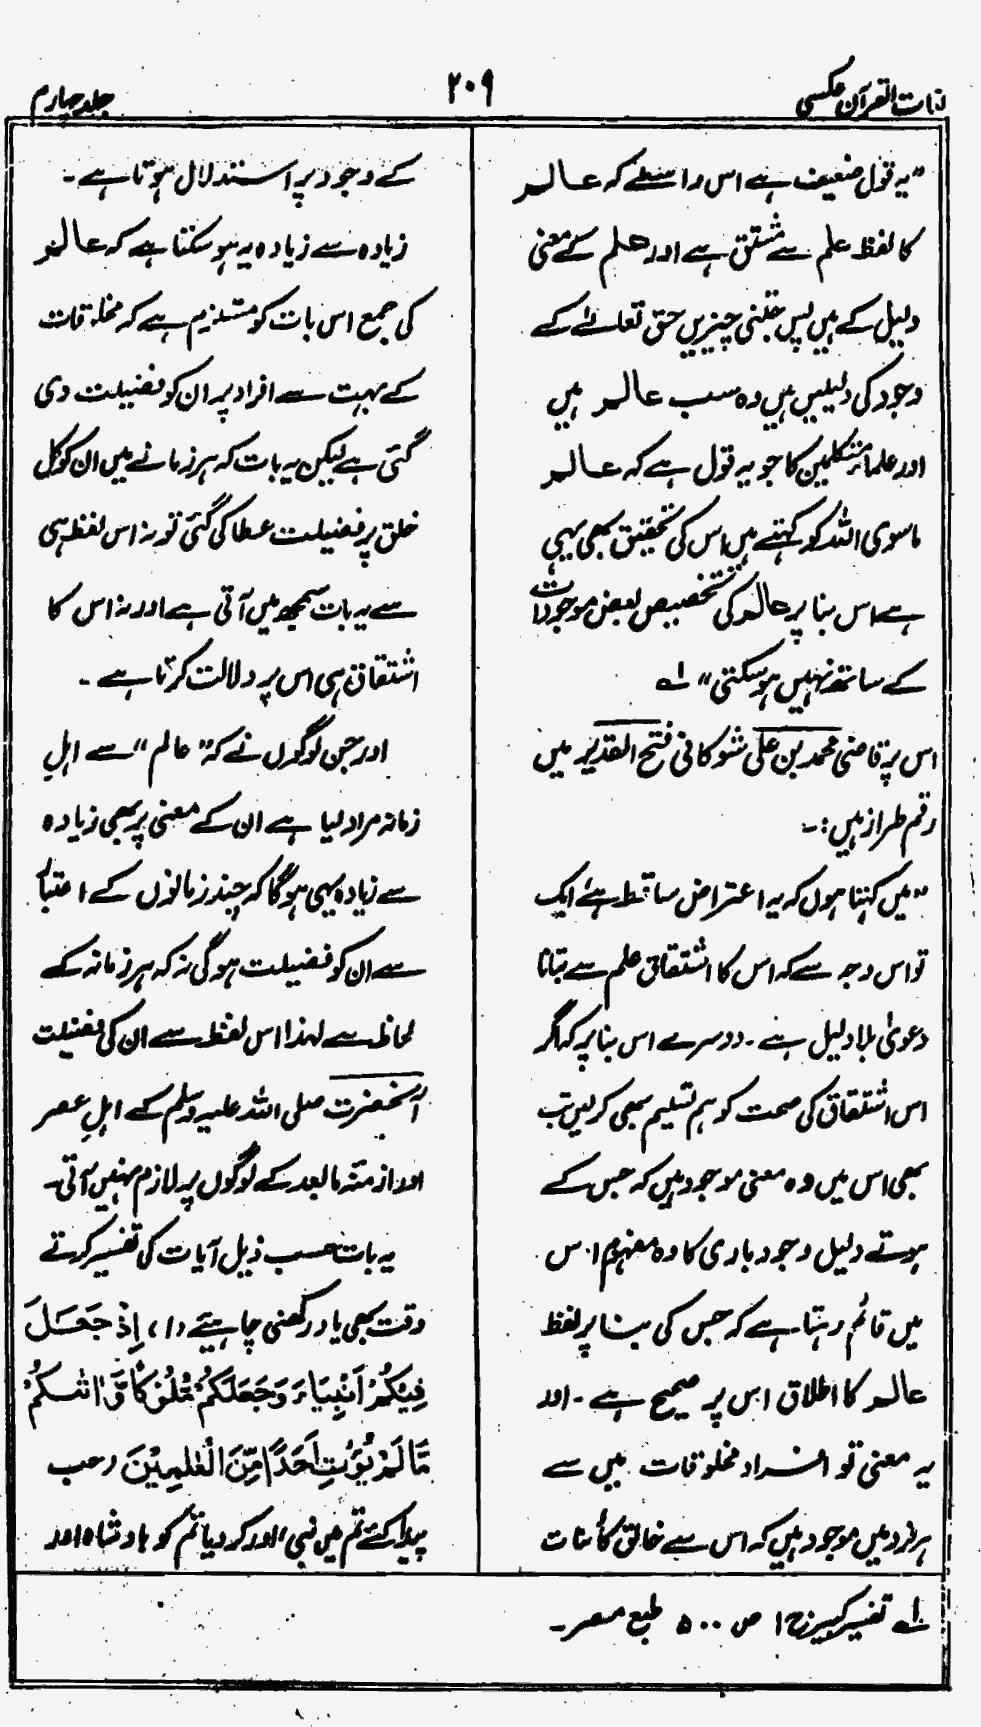 لغات القرآن عکسی
۲۰۹
جلد چہارم
”یہ قول ضعیف ہے اس واسطے کہ عالم
کا لفظ علم سے مشتق ہے اور علم کے معنی
دلیل کے ہیں پس جتنی چیزیں حق تعالےٰ کے
وجود کی دلیلیں ہیں وہ سب عالم ہیں
اور علماء متکلمین کا جو یہ قول ہے کہ عالم
ماسوی اللہ کو کہتے ہیں اس کی تحقیق بھی یہی
ہے اس بنا پر عالم کی تخصیص بعض موجودات
کے ساتھ نہیں ہو سکتی“ لہ
اس پر قاضی محمد بن علی شوکانی فتح القدیر میں
رقم طراز ہیں :۔
”میں کہتا ہوں کہ یہ اعتراض ساقط ہے ایک
تو اس وجہ سے کہ اس کا اشتقاق علم سے بتانا
دعویٰ بلا دلیل ہے ۔ دوسرے اس بنا پر کہ اگر
اس اشتقاق کی صحت کو ہم تسلیم بھی کرلیں تب
بھی اس میں وہ معنی موجود ہیں کہ جس کے
ہوتے دلیل وجود باری کا وہ مفہوم اس
میں قائم رہتا ہے کہ جس کی بنا پر لفظ
عالم کا اطلاق اس پر صحیح ہے ۔ اور
یہ معنی تو افراد مخلوقات میں سے
ہر فرد میں موجود ہیں کہ اس سے خالق کائنات
کے وجود پر استدلال ہوتا ہے ۔
زیادہ سے زیادہ یہ ہو سکتا ہے کہ عالم
کی جمع اس بات کو مستلزم ہے کہ مخلوقات
کے بہت سے افراد پر ان کو فضیلت دی
گئی ہے لیکن یہ بات کہ ہر زمانے میں ان کو کل
خلق پر فضیلت عطا کی گئی تو نہ اس لفظ ہی
سے یہ بات سمجھ میں آتی ہے اور نہ اس کا
اشتقاق ہی اس پر دلالت کرتا ہے ۔
اور جن لوگوں نے کہ ”عالم“ سے اہلِ
زمانہ مراد لیا ہے ان کے معنی پر بھی زیادہ
سے زیادہ یہی ہوگا کہ چند زمانوں کے اعتبار
سے ان کو فضیلت ہوگی نہ کہ ہر زمانہ کے
لحاظ سے لہذا اس لفظ سے ان کی فضیلت
آنحضرت صلی اللہ علیہ وسلم کے اہلِ عصر
اور ازمنہ مابعد کے لوگوں پر لازم نہیں آتی۔
یہ بات حسب ذیل آیات کی تفسیر کرتے
وقت بھی یاد رکھنی چاہیئے (۱) اِذْ جَعَلَ
فِیْکُمْ اَنْبِیَاءَ وَجَعَلَکُمْ مُّلُوْکًا وَّاٰتٰىکُمْ
مَّا لَمْ یُؤْتِ اَحَدًا مِّنَ الْعٰلَمِیْنَ (جب
پیدا کئے تم میں نبی، اور کر دیا تم کو بادشاہ اور
لہ تفسیر کبیر ج ۱ ص ۵۰۰ طبع مصر ۔